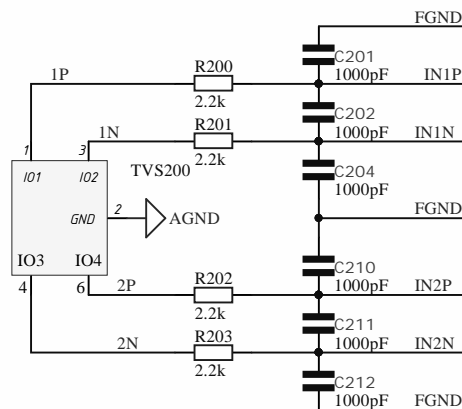 FGND
C201
1P
R200
1000pF
IN1P
2.2k
C202
1N
R201
1000pF
IN1N
1
3
2.2k
TVS200
C204
IO1
IO2
1000pF
GND
2
AGND
FGND
IO3
IO4
C210
4
6
2P
R202
1000pF
IN2P
2.2k
C211
2N
R203
1000pF
IN2N
2.2k
C212
1000pF
FGND